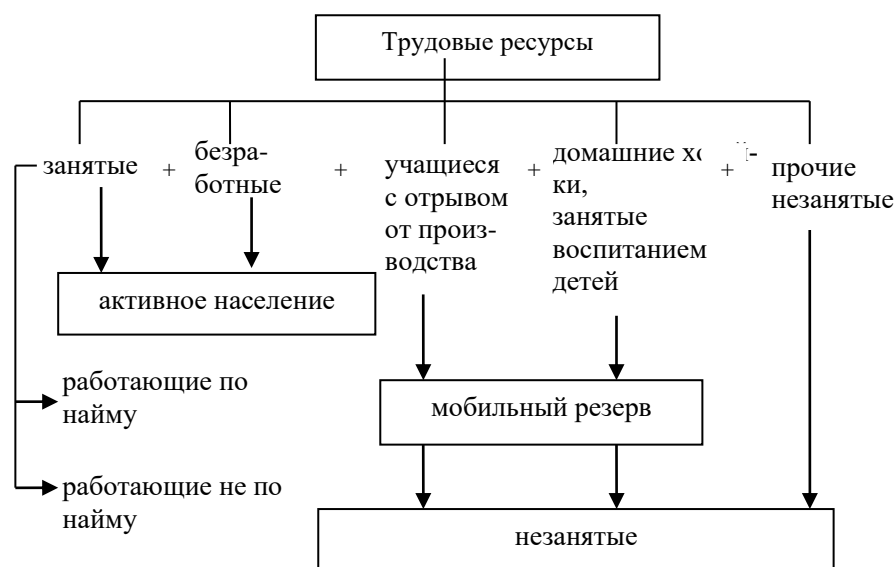 Трудовые ресурсы
занятые
+
безра-
ботные
+
учащиеся
с отрывом
от произ-
водства
+
домашние
ки,
занятые
воспитанием
детей
+
прочие
незанятые
активное население
работающие по
найму
мобильный резерв
работающие не по
найму
незанятые